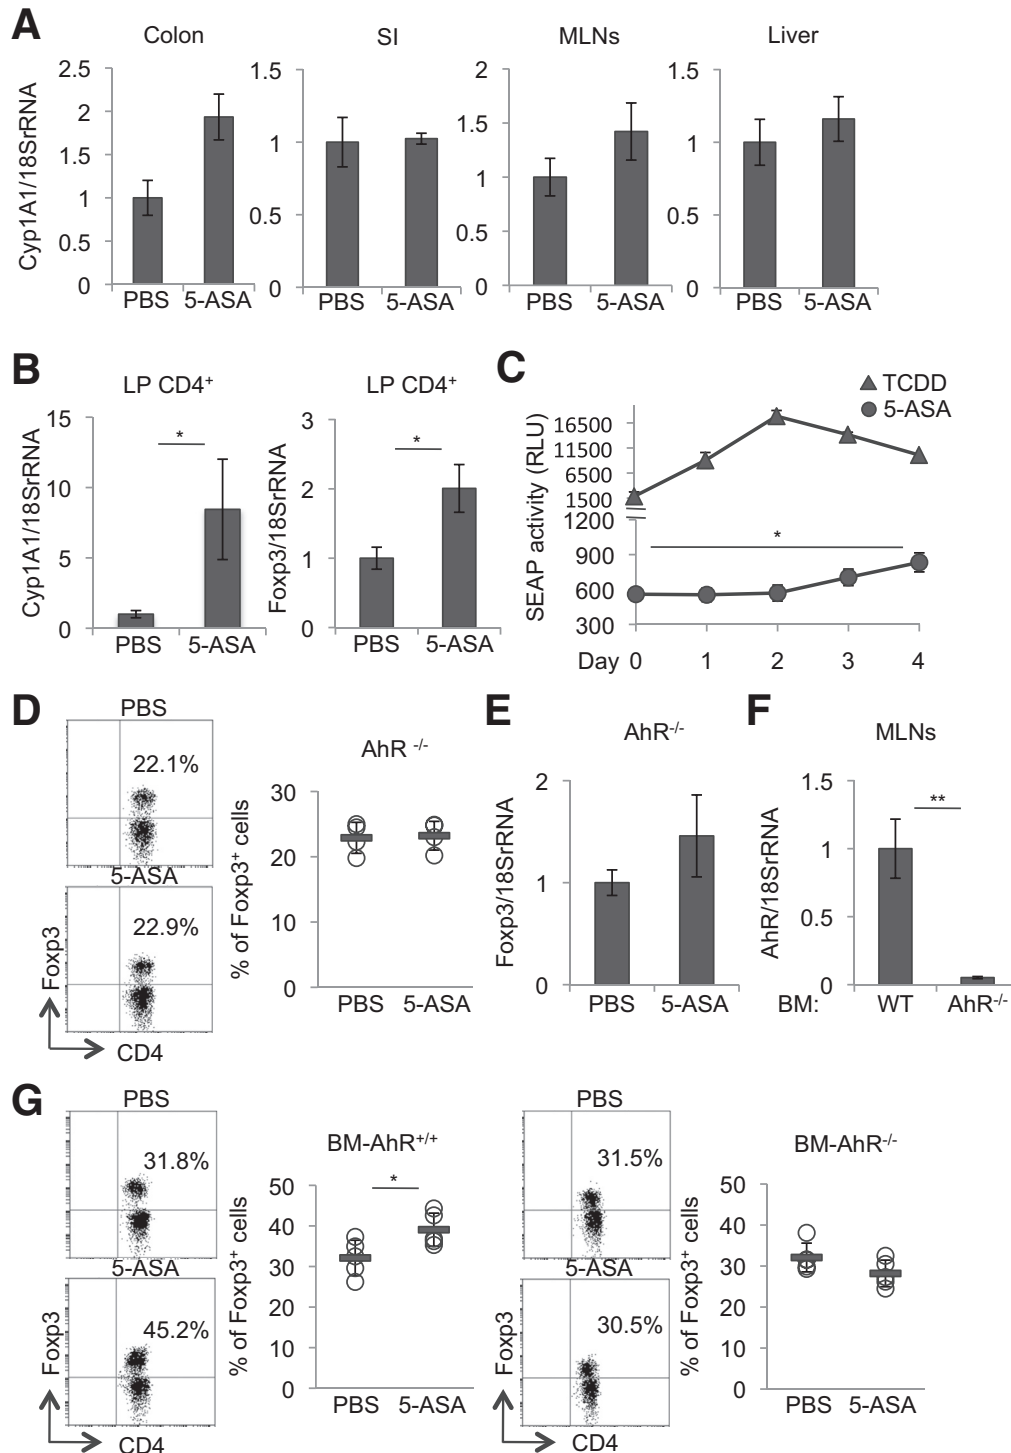 A
Colon
SI
MLNs
Liver
Cyp1A1/18SrRNA
2.5
2
1.5
1
0.5
0
PBS 5-ASA
1.5
1
0.5
0
PBS 5-ASA
2
1.5
1
0.5
0
PBS 5-ASA
1.5
1
0.5
0
PBS 5-ASA
B
LP CD4+
Cyp1A1/18SrRNA
15
10
5
0
*
PBS 5-ASA
LP CD4+
Foxp3/18SrRNA
3
2
1
0
*
PBS 5-ASA
C
TCDD
5-ASA
SEAP activity (RLU)
16500
11500
6500
1500
1200
900
600
300
*
Day 0 1 2 3 4
D
PBS
22.1%
5-ASA
22.9%
Foxp3
CD4
AhR -/-
% of Foxp3+ cells
30
20
10
0
PBS 5-ASA
E
AhR-/-
Foxp3/18SrRNA
2
1
0
PBS 5-ASA
F
MLNs
AhR/18SrRNA
1.5
1
0.5
0
**
BM: WT AhR-/-
G
PBS
31.8%
5-ASA
45.2%
Foxp3
CD4
BM-AhR+/+
% of Foxp3+ cells
50
40
30
20
10
0
*
PBS 5-ASA
PBS
31.5%
5-ASA
30.5%
Foxp3
CD4
BM-AhR-/-
% of Foxp3+ cells
50
40
30
20
10
0
PBS 5-ASA